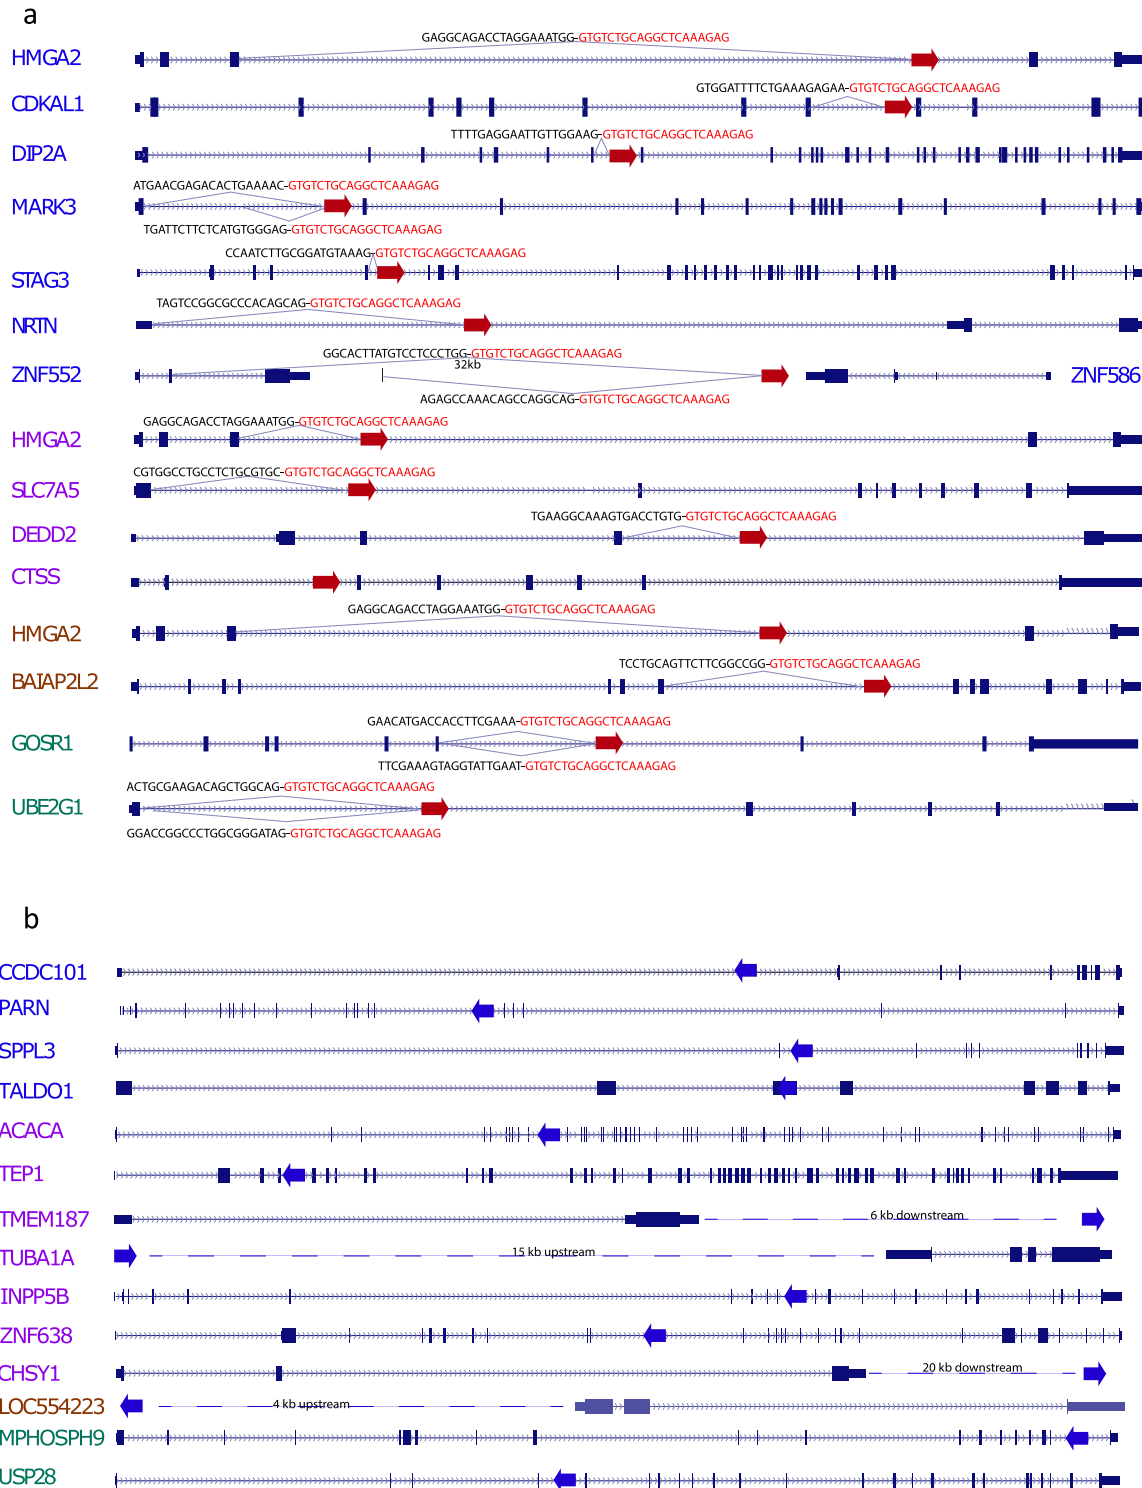 a
GAGGCAGACCTAGGAAATGG-GTGTCTGCAGGCTCAAAGAG
HMGA2
GTGGATTTTCTGAAAGAGAA-GTGTCTGCAGGCTCAAAGAG
CDKAL1
TTTTGAGGAATTGTTGGAAG-GTGTCTGCAGGCTCAAAGAG
DIP2A
ATGAACGAGACACTGAAAAC-GTGTCTGCAGGCTCAAAGAG
MARK3
TGATTCTTCTCATGTGGGAG-GTGTCTGCAGGCTCAAAGAG
CCAATCTTGCGGATGTAAAG-GTGTCTGCAGGCTCAAAGAG
STAG3
TAGTCCGGCGCCCACAGCAG-GTGTCTGCAGGCTCAAAGAG
NRTN
GGCACTTATGTCCTCCCTGG-GTGTCTGCAGGCTCAAAGAG
32kb
ZNF552 ZNF586
AGAGCCAAACAGCCAGGCAG-GTGTCTGCAGGCTCAAAGAG
GAGGCAGACCTAGGAAATGG-GTGTCTGCAGGCTCAAAGAG
HMGA2
CGTGGCCTGCCTCTGCGTGC-GTGTCTGCAGGCTCAAAGAG
SLC7A5
TGAAGGCAAAGTGACCTGTG-GTGTCTGCAGGCTCAAAGAG
DEDD2
CTSS
GAGGCAGACCTAGGAAATGG-GTGTCTGCAGGCTCAAAGAG
HMGA2
TCCTGCAGTTCTTCGGCCGG-GTGTCTGCAGGCTCAAAGAG
BAIAP2L2
GAACATGACCACCTTCGAAA-GTGTCTGCAGGCTCAAAGAG
GOSR1
TTCGAAAGTAGGTATTGAAT-GTGTCTGCAGGCTCAAAGAG
ACTGCGAAGACAGCTGGCAG-GTGTCTGCAGGCTCAAAGAG
UBE2G1
GGACCGGCCCTGGCGGGATAG-GTGTCTGCAGGCTCAAAGAG
b
CCDC101
PARN
SPPL3
TALDO1
ACACA
TEP1
TMEM187 6 kb downstream
TUBA1A 15 kb upstream
INPP5B
ZNF638
CHSY1 20 kb downstream
LOC554223 4 kb upstream
MPHOSPH9
USP28